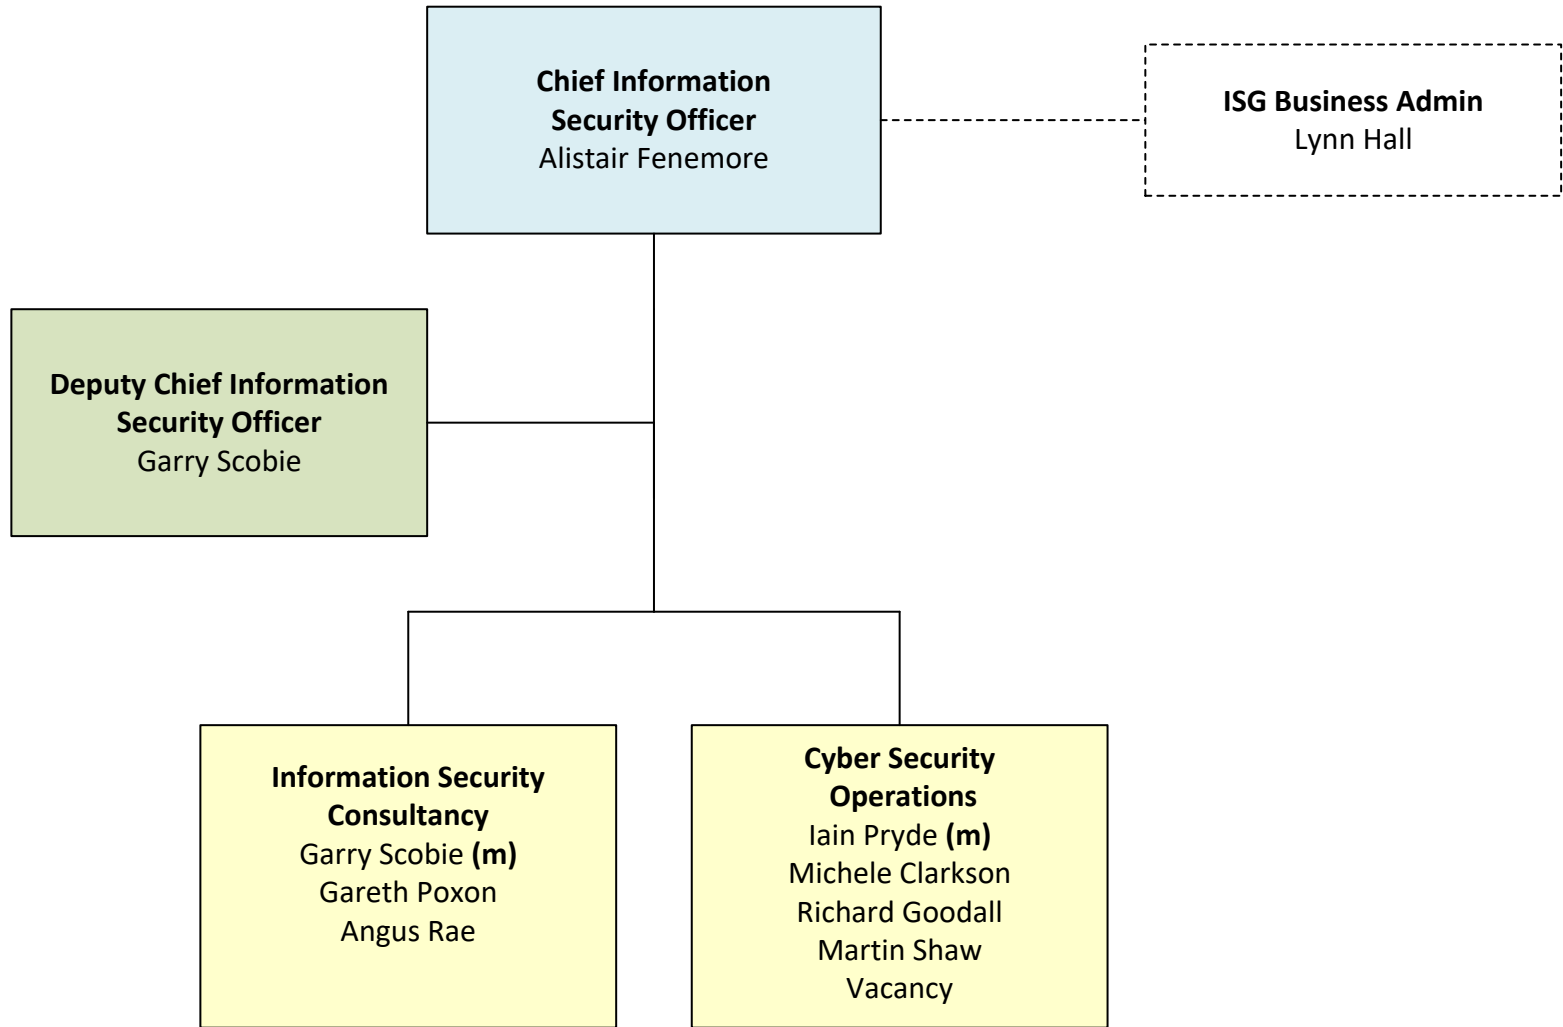 Chief Information
Security Officer
Alistair Fenemore
ISG Business Admin
Lynn Hall
Deputy Chief Information
Security Officer
Garry Scobie
Information Security
Consultancy
Garry Scobie (m)
Gareth Poxon
Angus Rae
Cyber Security
Operations
Iain Pryde (m)
Michele Clarkson
Richard Goodall
Martin Shaw
Vacancy